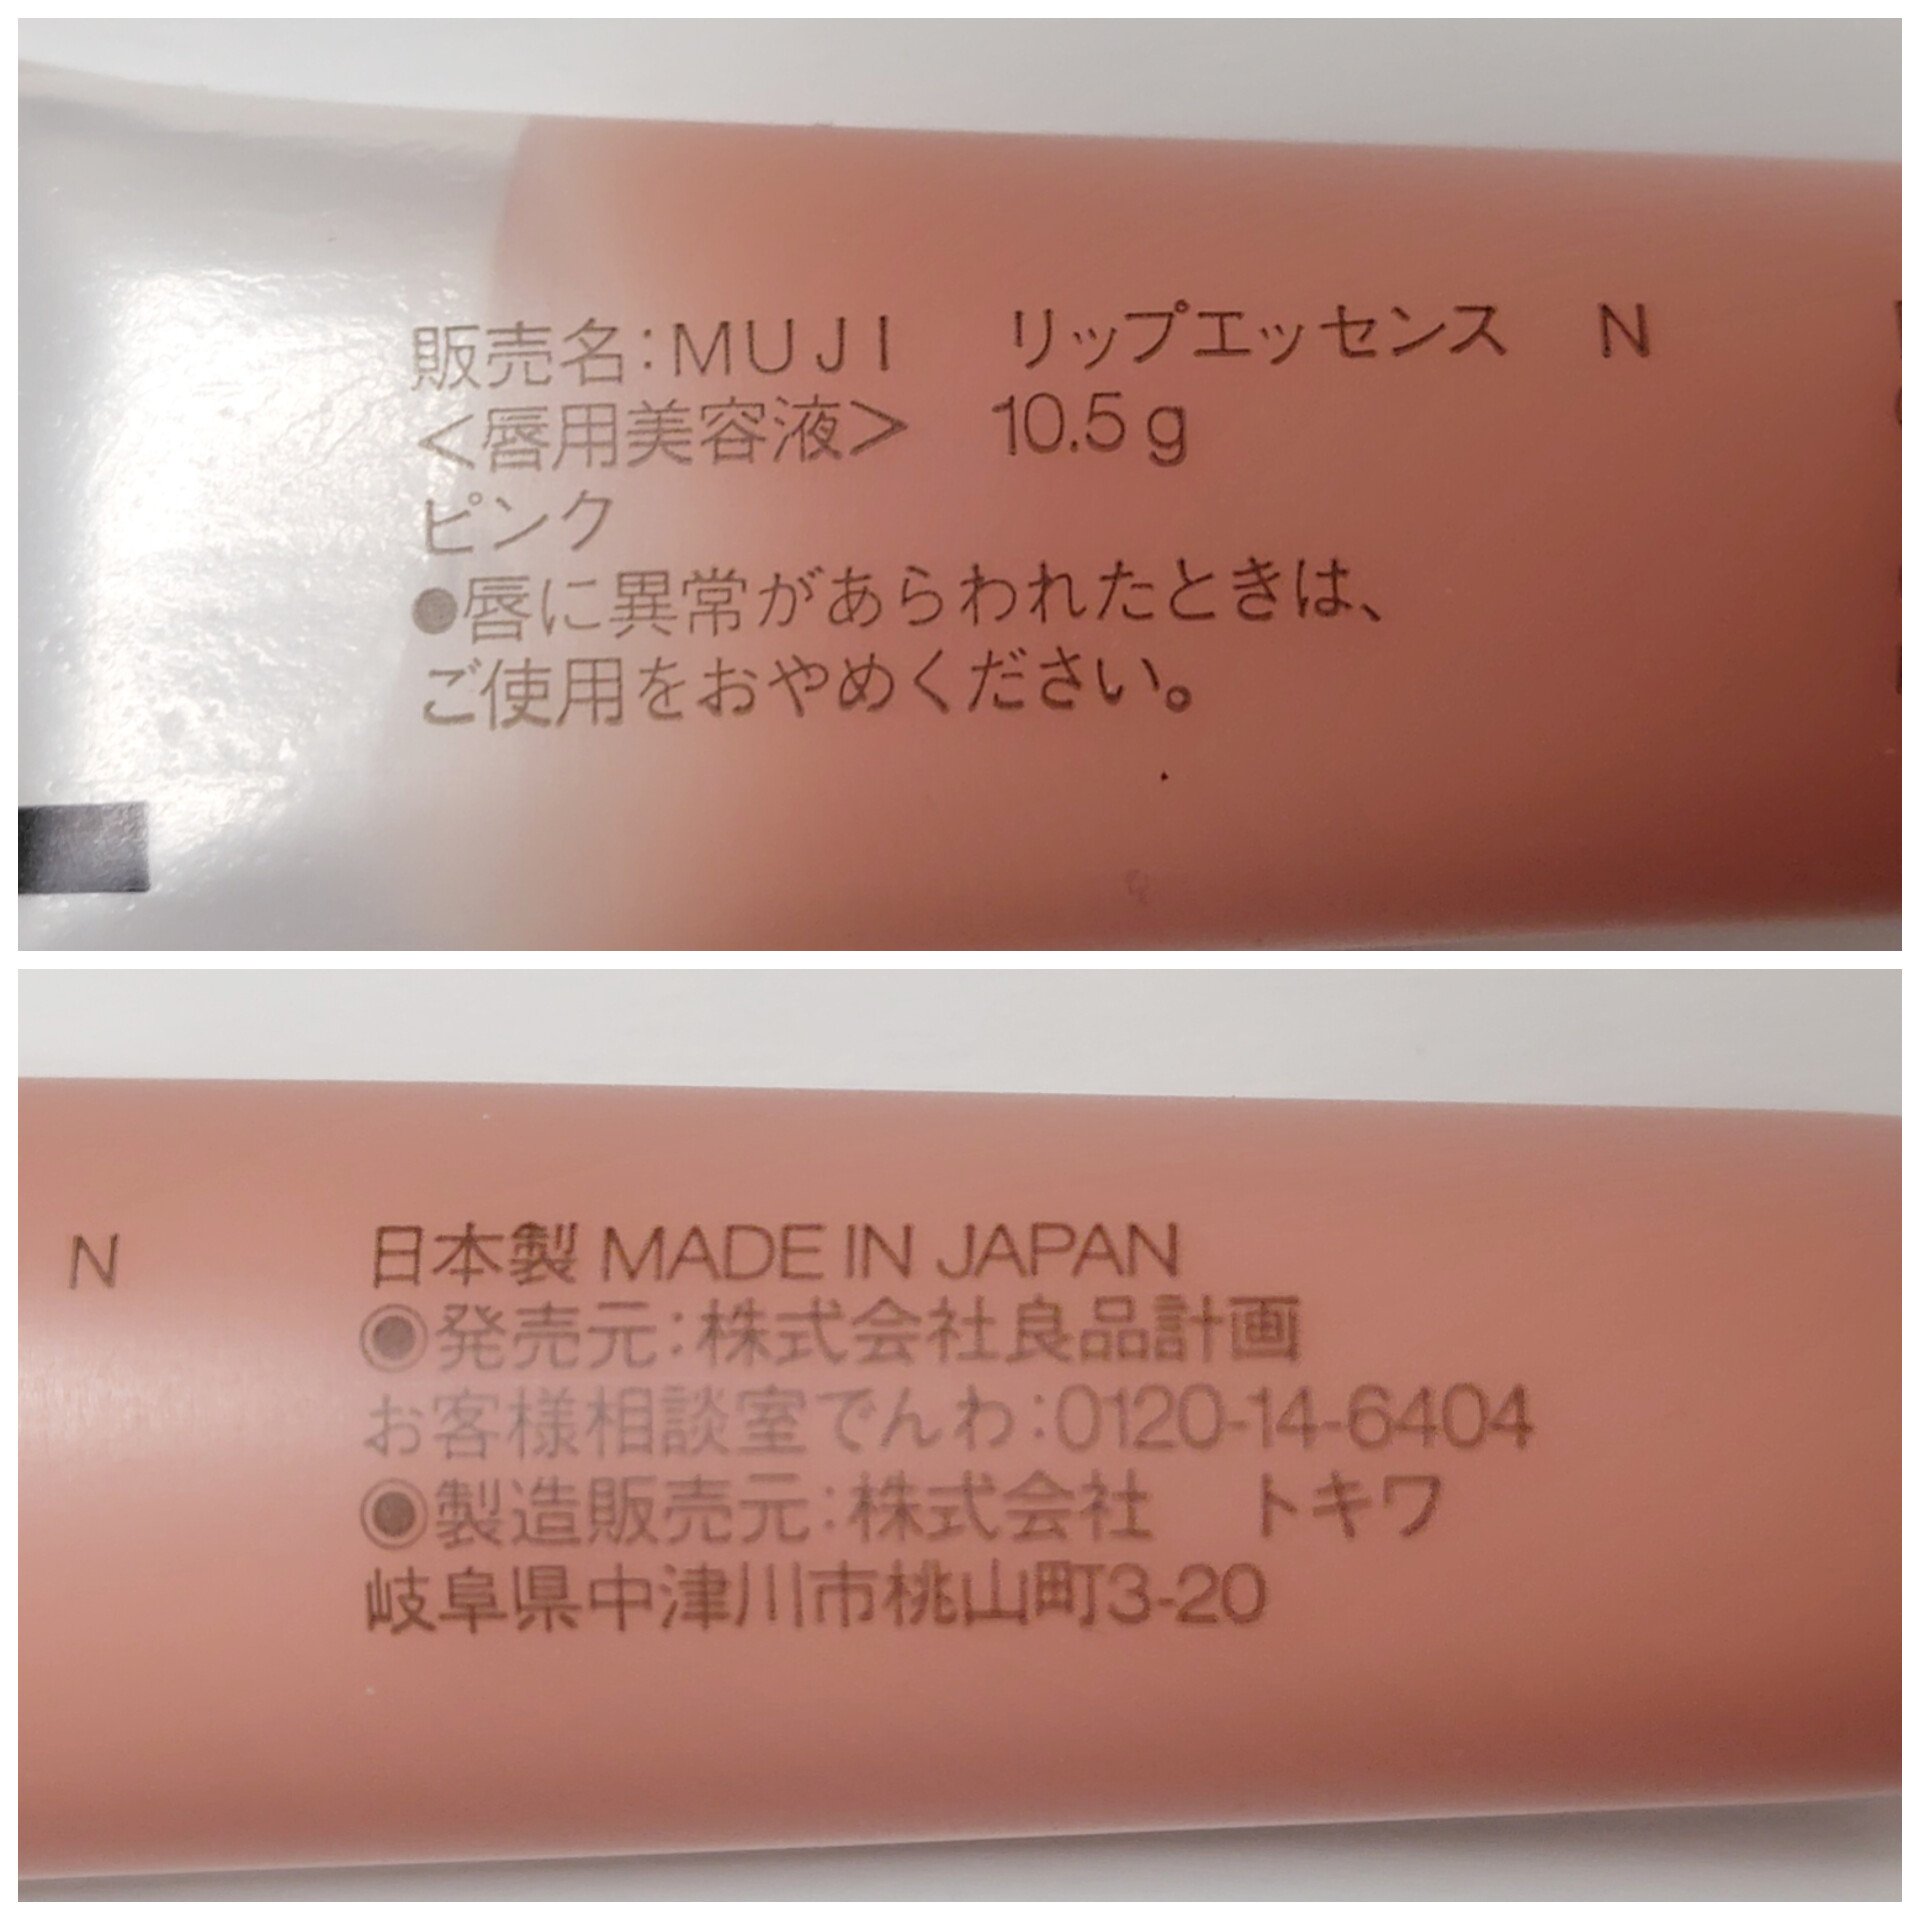 販売名:MUJI リップエッセンス N
<唇用美容液> 10.5g
ピンク
●唇に異常があらわれたときは、
ご使用をおやめください。
N
日本製 MADE IN JAPAN
◉発売元:株式会社良品計画
お客様相談室でんわ:0120-14-6404
◉製造販売元:株式会社 トキワ
岐阜県中津川市桃山町3-20